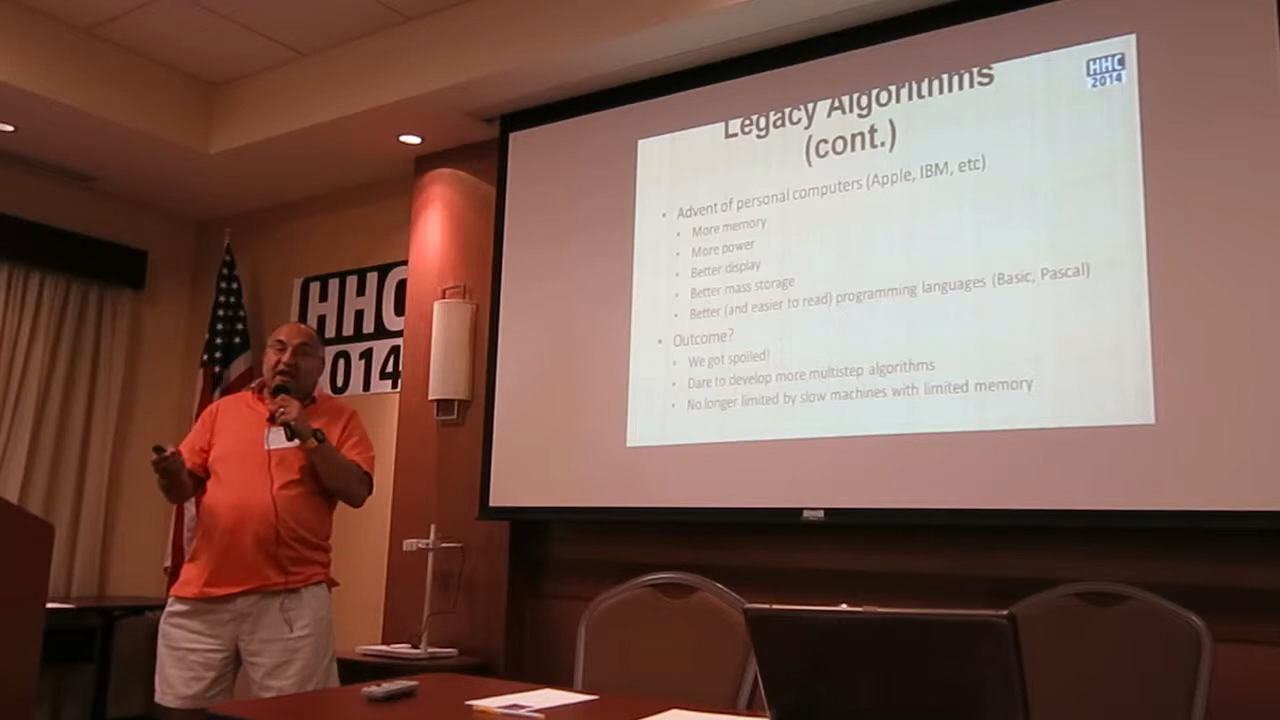 Legacy Algorithms
(cont.)
HHC
2014
• Advent of personal computers (Apple, IBM, etc)
• More memory
• More power
• Better display
• Better mass storage
• Better (and easier to read) programming languages (Basic, Pascal)
• Outcome?
• We got spoiled!
• Dare to develop more multistep algorithms
• No longer limited by slow machines with limited memory
HHC
2014